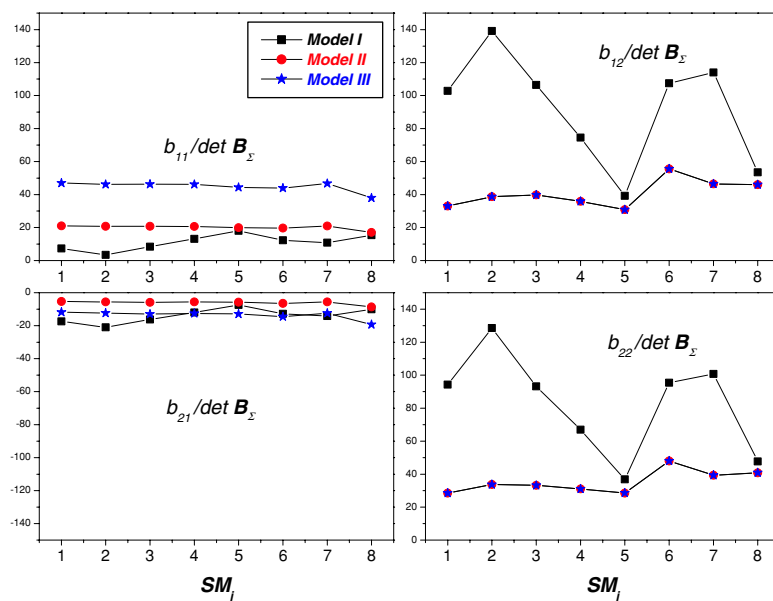 140
120
100
80
60
40
20
0
Model I
Model II
Model III
b11/det BΣ
1 2 3 4 5 6 7 8
140
120
100
80
60
40
20
0
b12/det BΣ
1 2 3 4 5 6 7 8
0
-20
-40
-60
-80
-100
-120
-140
b21/det BΣ
1 2 3 4 5 6 7 8
SMi
140
120
100
80
60
40
20
0
b22/det BΣ
1 2 3 4 5 6 7 8
SMi